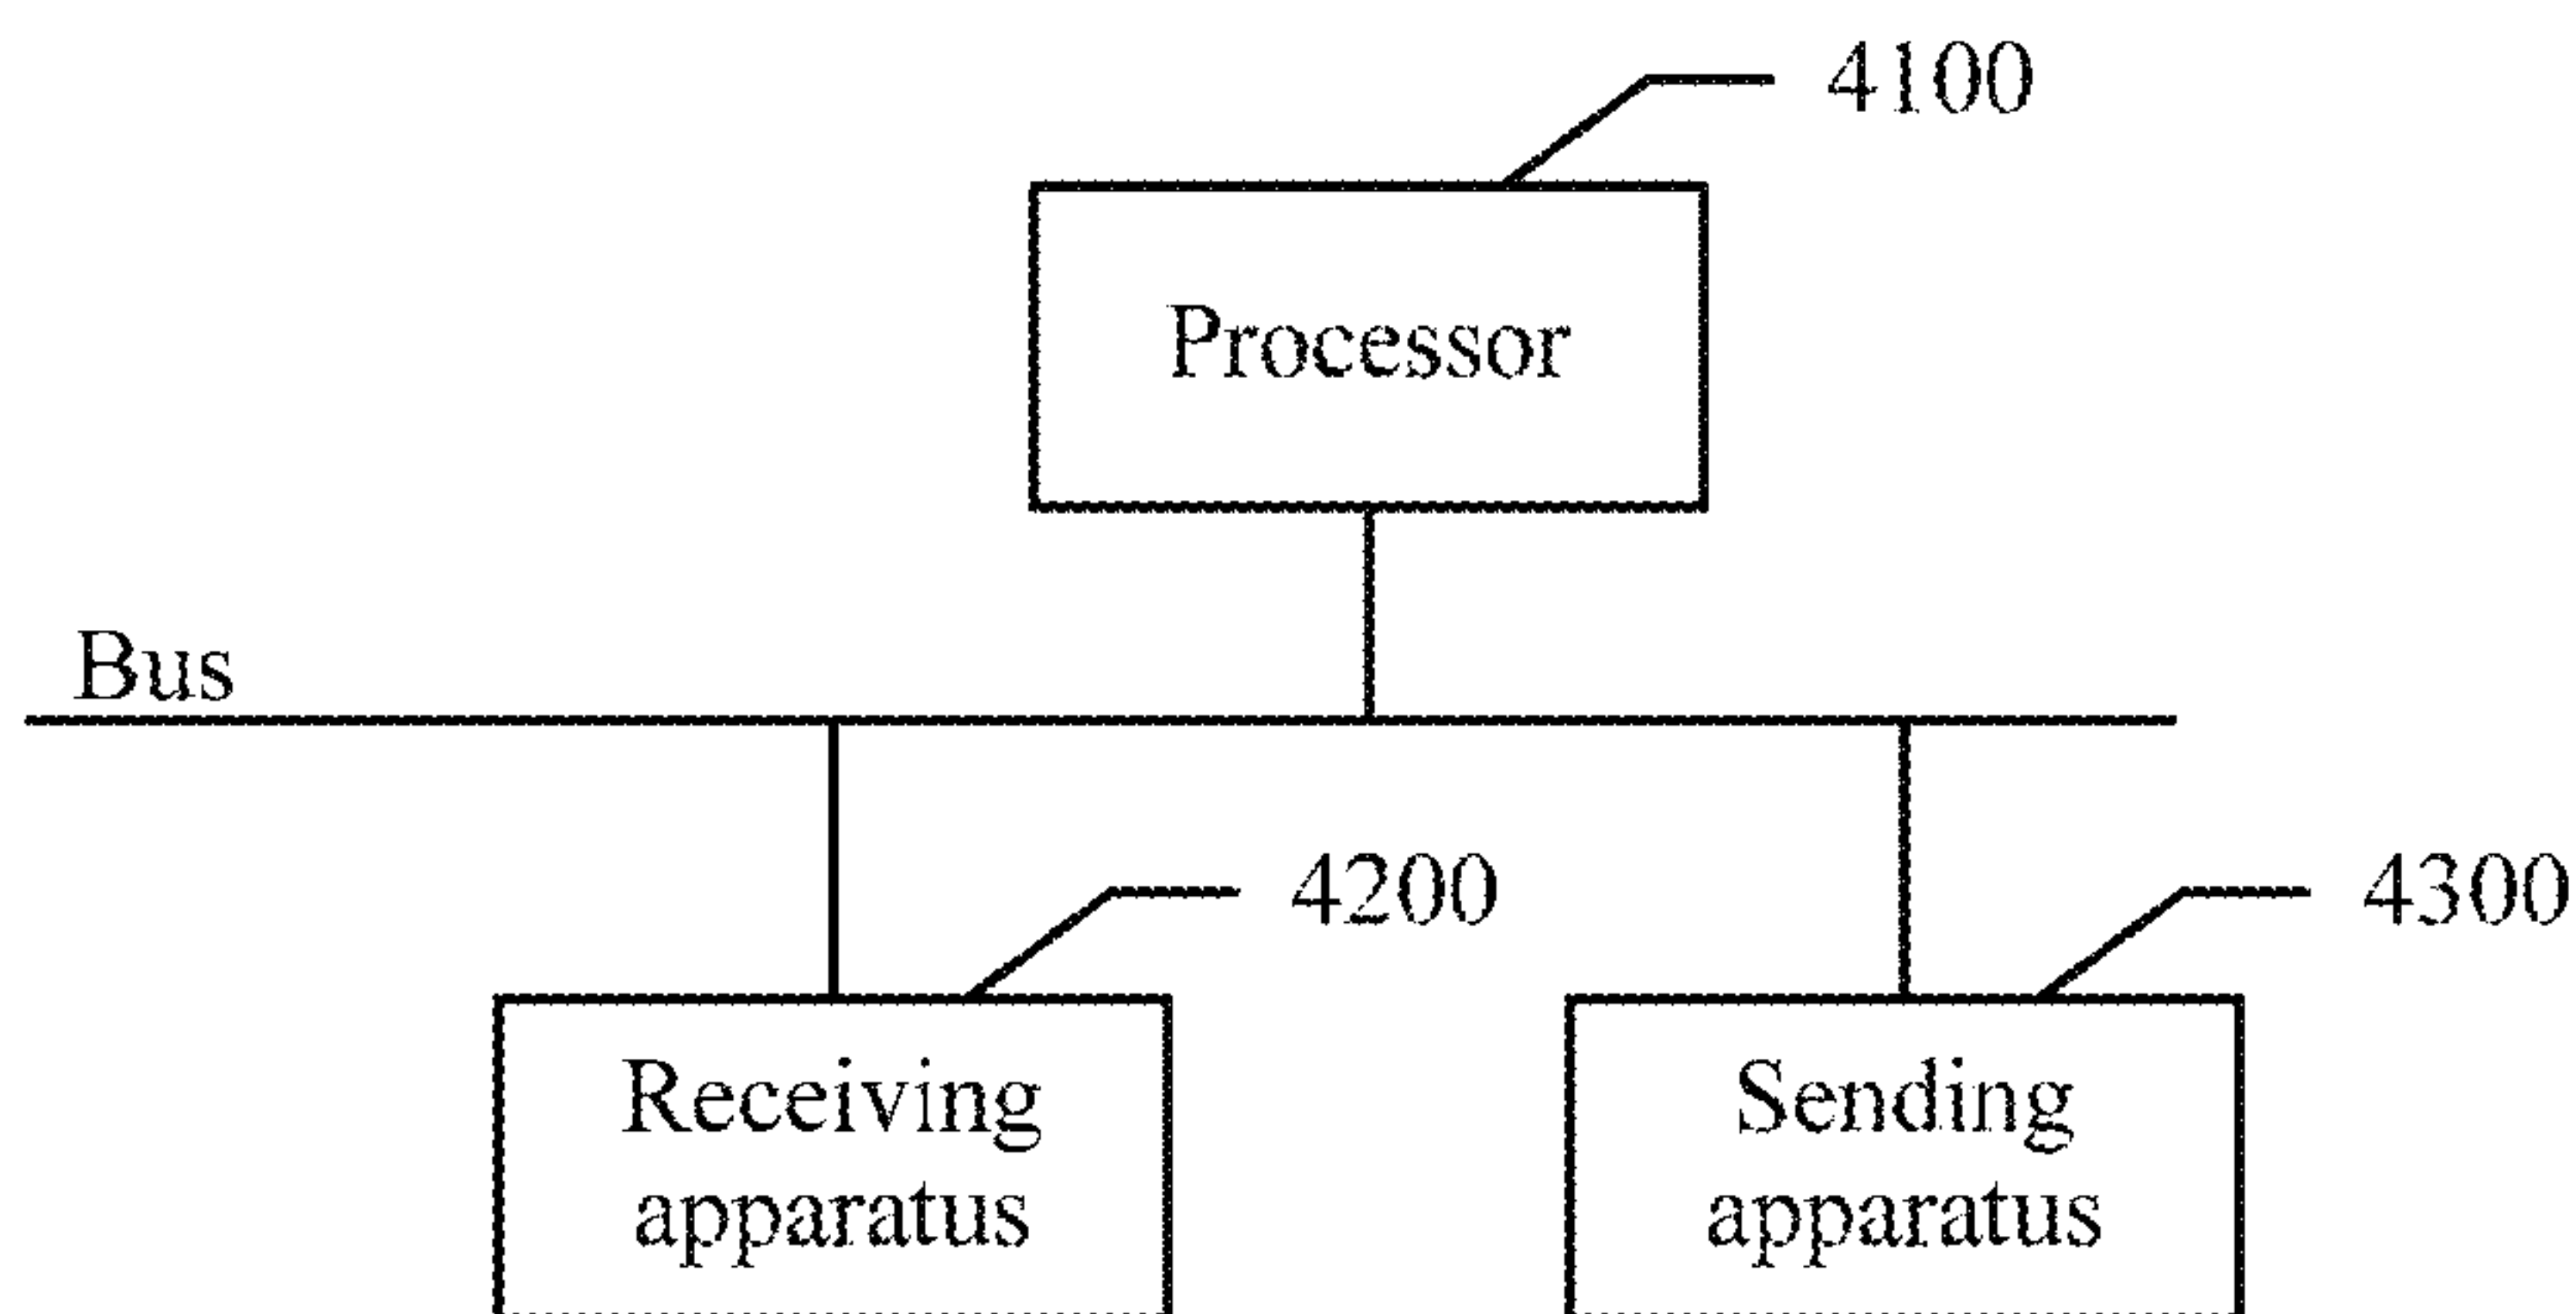 4100
Processor
Bus
4200
4300
Receiving
apparatus
Sending
apparatus